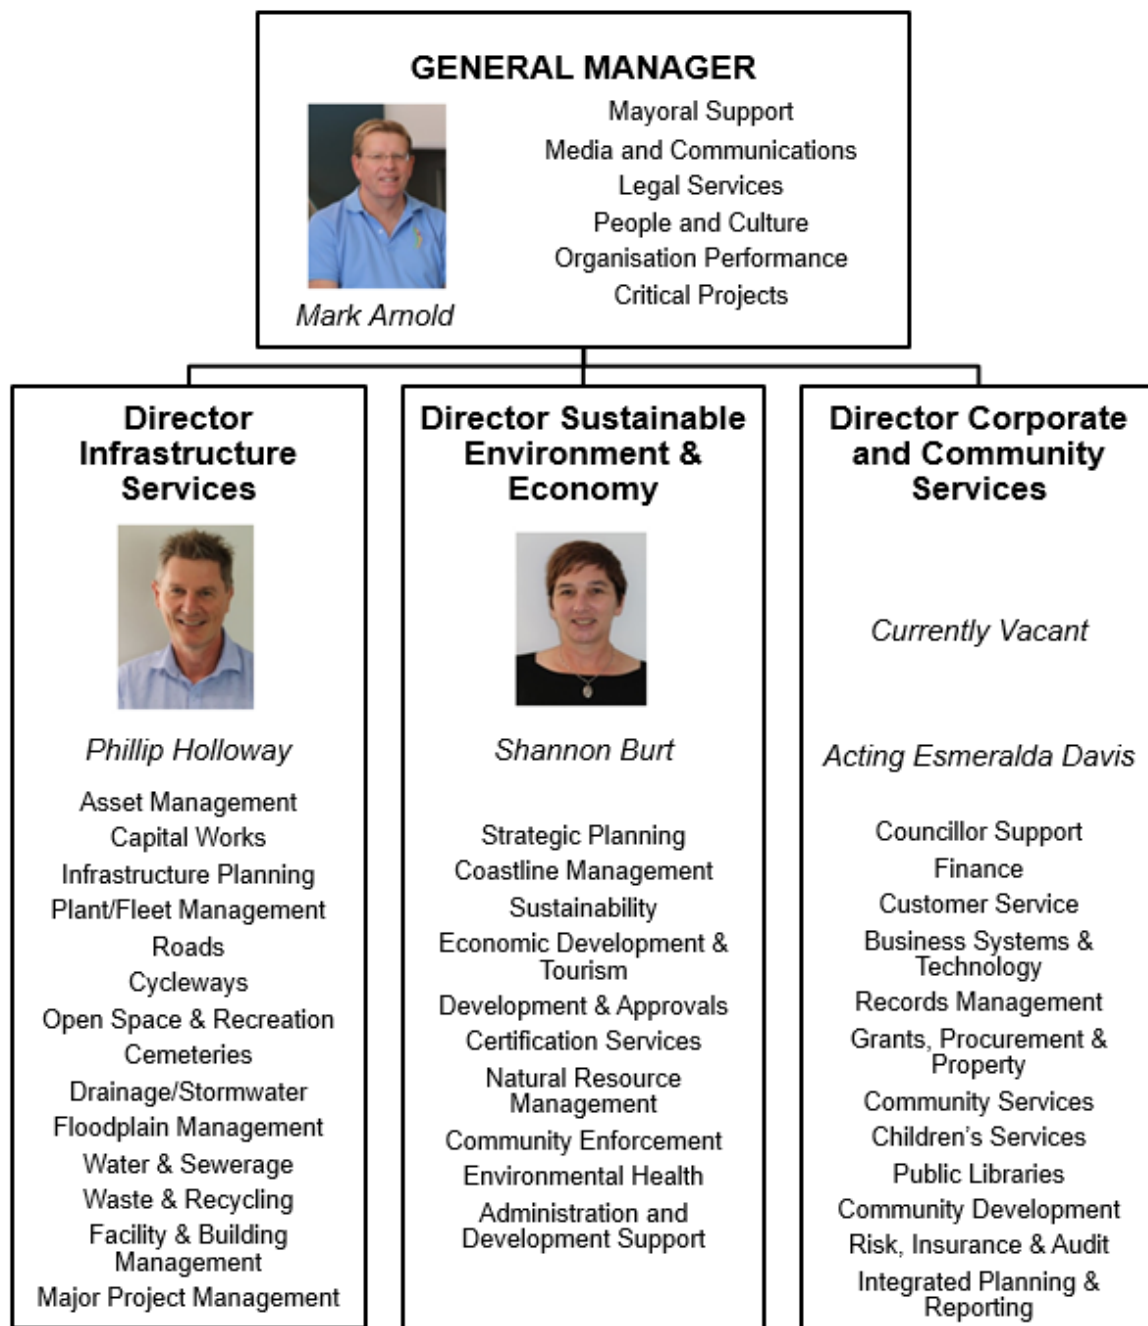 GENERAL MANAGER
Mayoral Support
Media and Communications
Legal Services
People and Culture
Organisation Performance
Critical Projects
Mark Arnold
Director
Infrastructure
Services
Phillip Holloway
Asset Management
Capital Works
Infrastructure Planning
Plant/Fleet Management
Roads
Cycleways
Open Space & Recreation
Cemeteries
Drainage/Stormwater
Floodplain Management
Water & Sewerage
Waste & Recycling
Facility & Building
Management
Major Project Management
Director Sustainable
Environment &
Economy
Shannon Burt
Strategic Planning
Coastline Management
Sustainability
Economic Development &
Tourism
Development & Approvals
Certification Services
Natural Resource
Management
Community Enforcement
Environmental Health
Administration and
Development Support
Director Corporate
and Community
Services
Currently Vacant
Acting Esmeralda Davis
Councillor Support
Finance
Customer Service
Business Systems &
Technology
Records Management
Grants, Procurement &
Property
Community Services
Children’s Services
Public Libraries
Community Development
Risk, Insurance & Audit
Integrated Planning &
Reporting